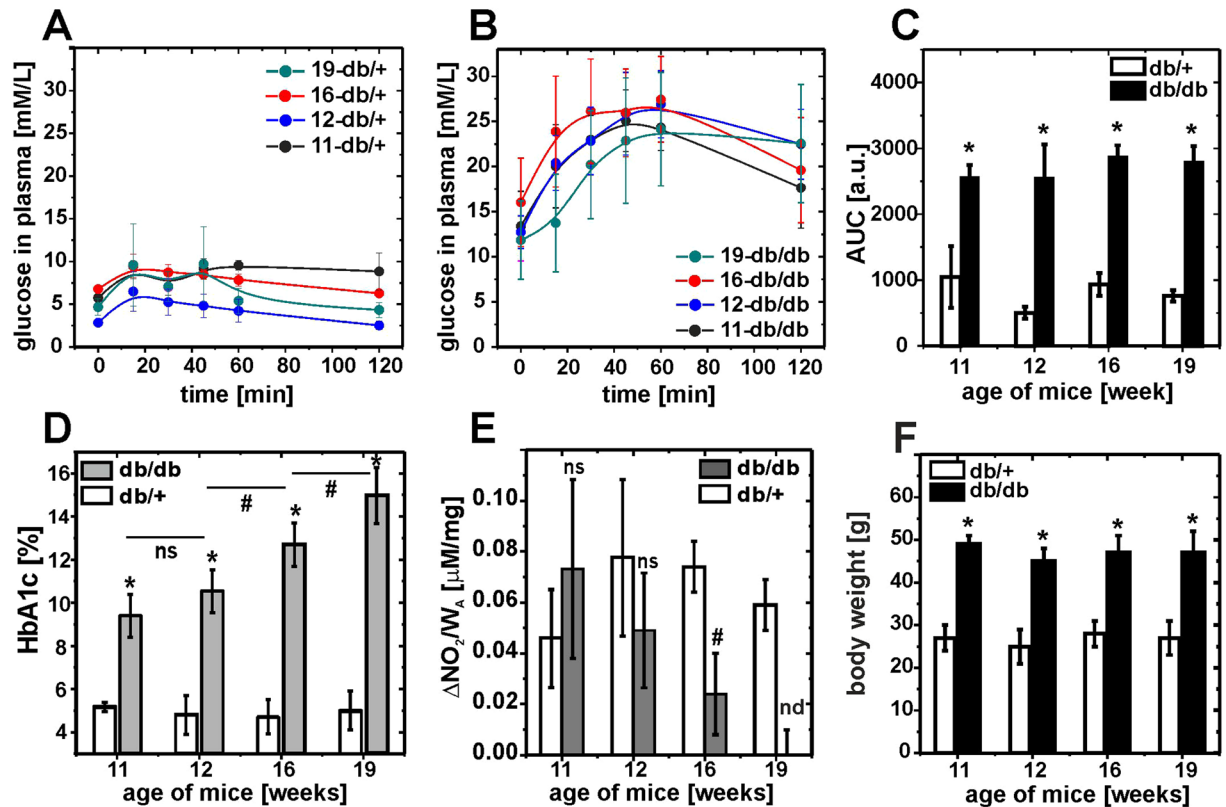 A
glucose in plasma [mM/L]
30
25
20
15
10
5
0
19-db/+
16-db/+
12-db/+
11-db/+
0 20 40 60 80 100 120
time [min]
B
glucose in plasma [mM/L]
30
25
20
15
10
5
0
19-db/db
16-db/db
12-db/db
11-db/db
0 20 40 60 80 100 120
time [min]
C
AUC [a.u.]
4000
3000
2000
1000
0
db/+
db/db
* * * *
11 12 16 19
age of mice [week]
D
HbA1c [%]
16
14
12
10
8
6
4
db/db
db/+
* * * *
ns # #
11 12 16 19
age of mice [weeks]
E
ΔNO₂/W_A [μM/mg]
0.10
0.08
0.06
0.04
0.02
0.00
db/db
db/+
ns ns # nd
11 12 16 19
age of mice [weeks]
F
body weight [g]
70
60
50
40
30
20
10
0
db/+
db/db
* * * *
11 12 16 19
age of mice [weeks]